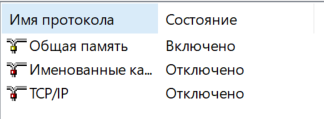 Имя протокола Состояние
Общая память Включено
Именованные ка... Отключено
TCP/IP Отключено